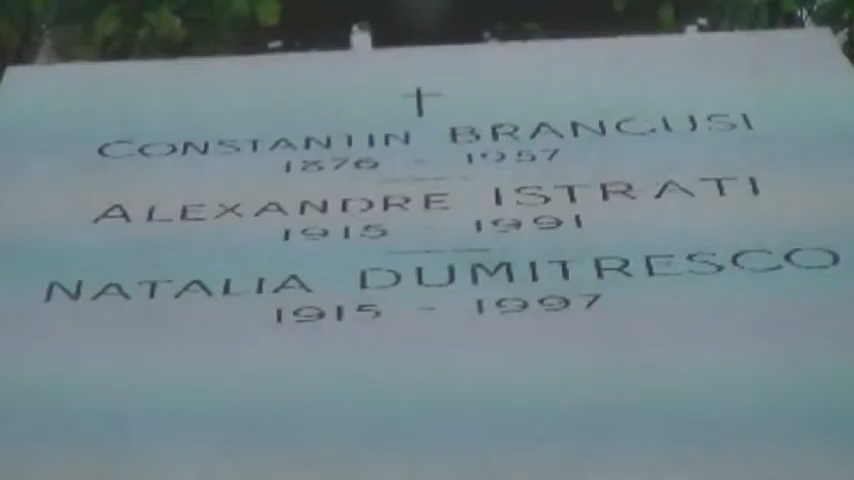 CONSTANTIN BRANCUSI
1876 - 1957
ALEXANDRE ISTRATI
1915 1991
NATALIA DUMITRESCO
1915 - 1997